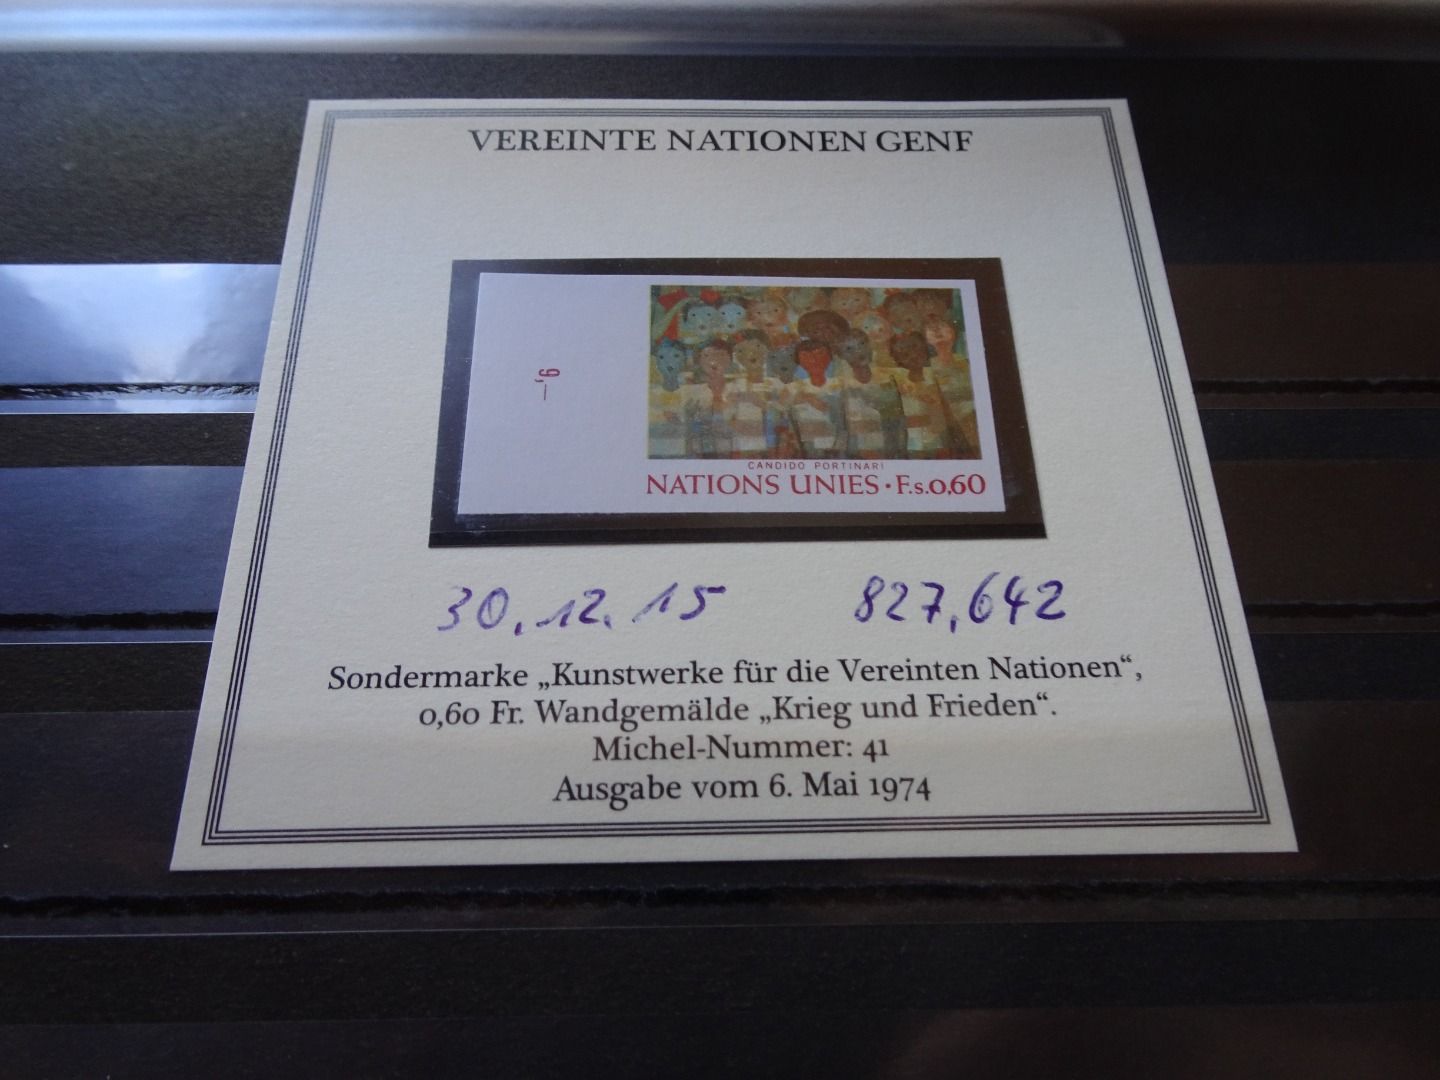 VEREINTE NATIONEN GENF
9,–
CANDIDO PORTINARI
NATIONS UNIES · F.s.0,60
30.12.15 827,642
Sondermarke „Kunstwerke für die Vereinten Nationen“,
0,60 Fr. Wandgemälde „Krieg und Frieden“.
Michel-Nummer: 41
Ausgabe vom 6. Mai 1974